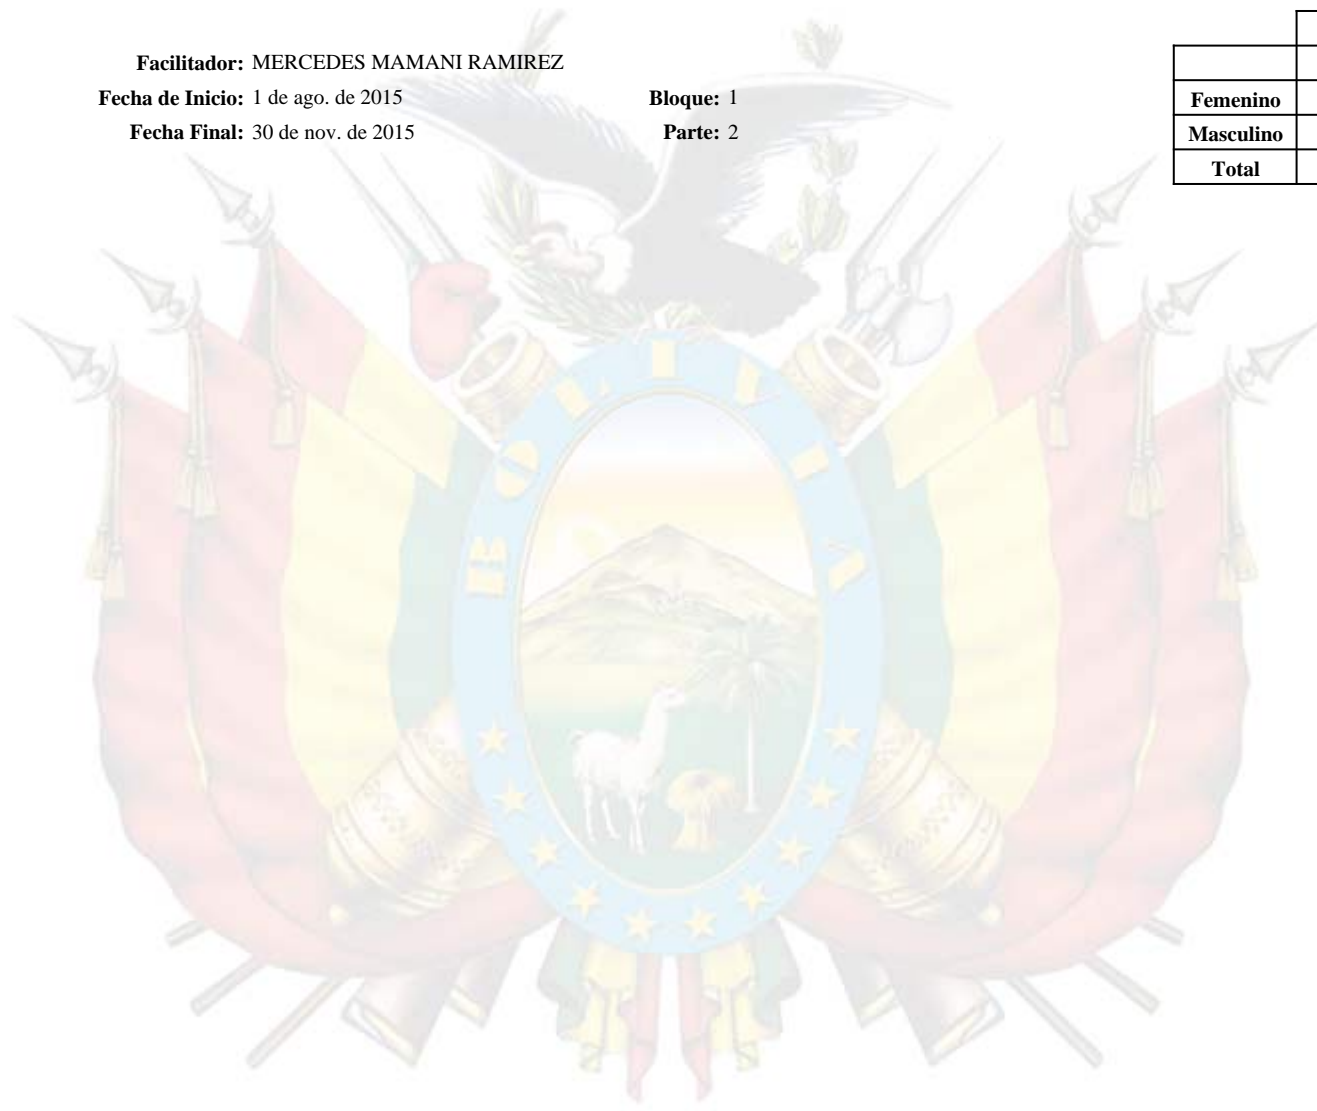 Facilitador: MERCEDES MAMANI RAMIREZ
Fecha de Inicio: 1 de ago. de 2015 Bloque: 1
Fecha Final: 30 de nov. de 2015 Parte: 2
Femenino
Masculino
Total
BOLIVIA